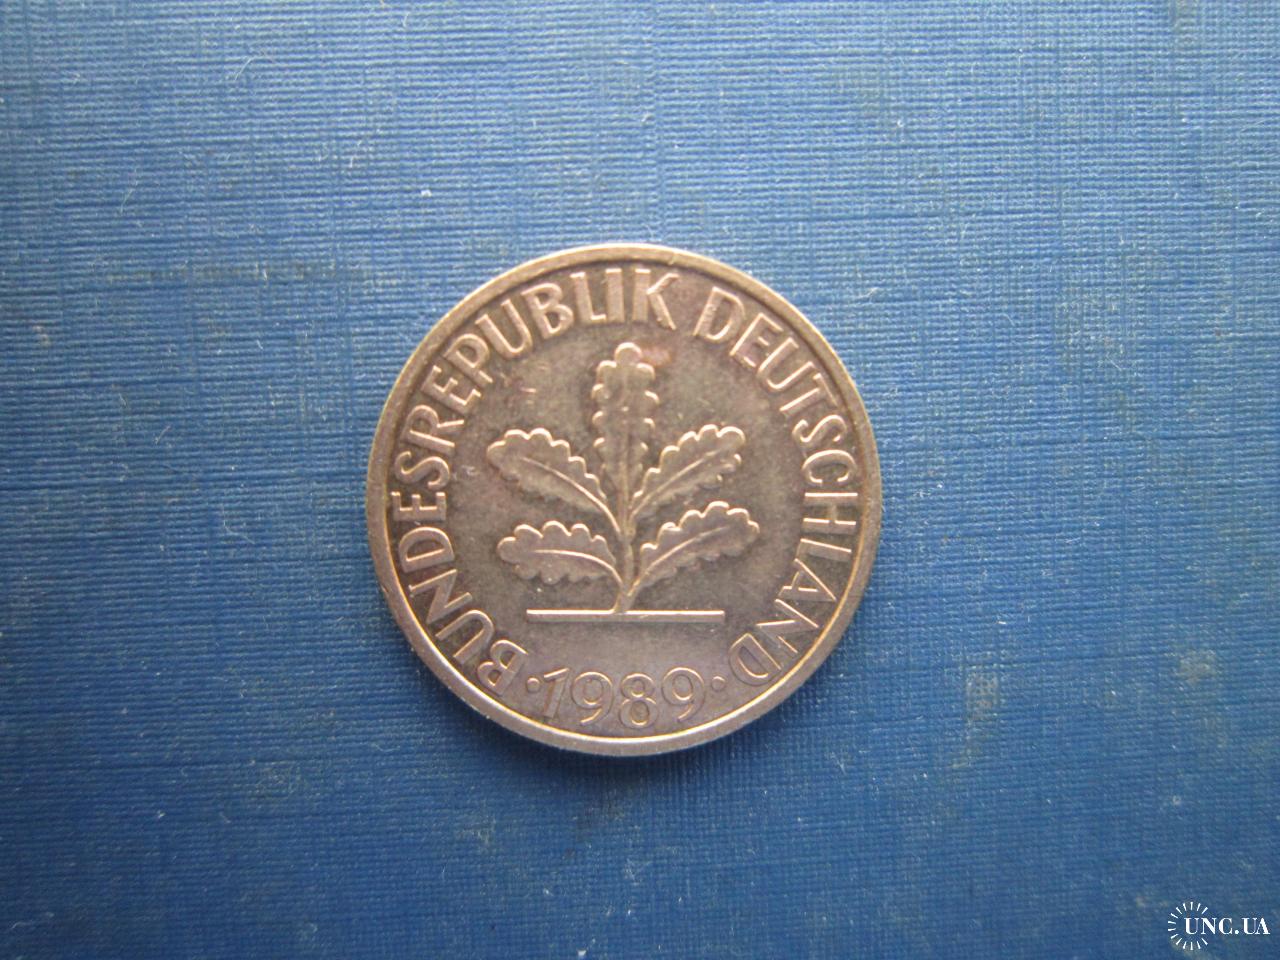 BUNDESREPUBLIK DEUTSCHLAND
· 1989 ·
UNC.UA